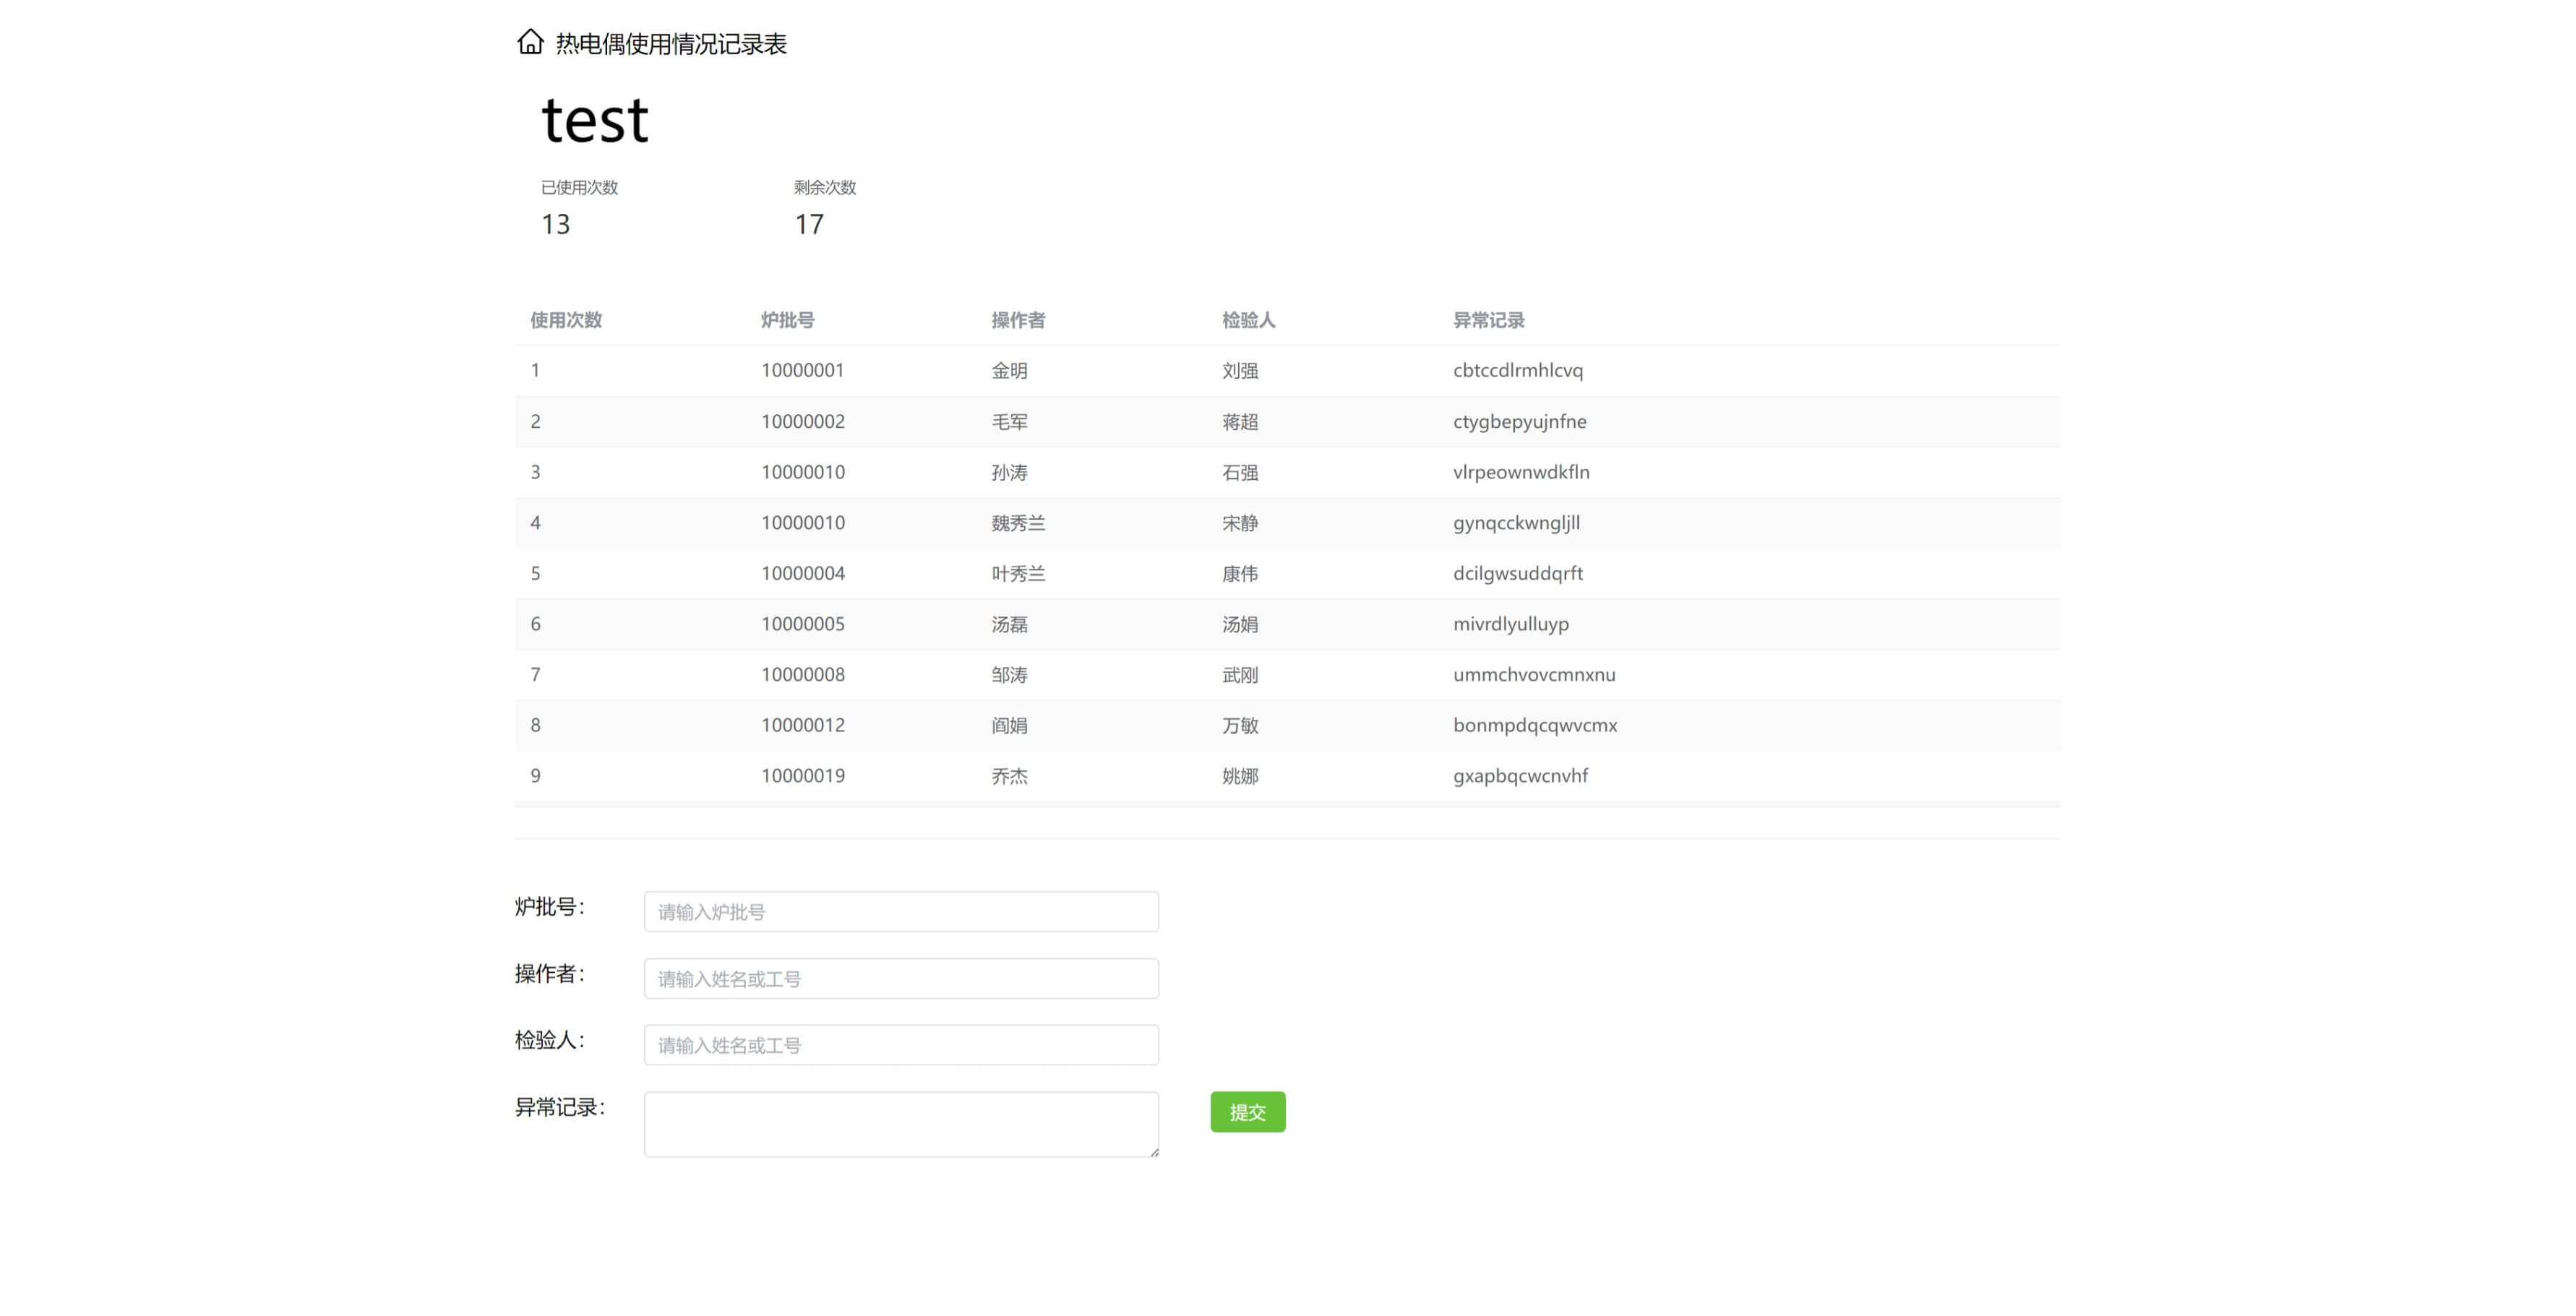 热电偶使用情况记录表
test
已使用次数 剩余次数
13 17
使用次数 炉批号 操作者 检验人 异常记录
1 10000001 金明 刘强 cbtccdlrmhlcvq
2 10000002 毛军 蒋超 ctygbepyujnfne
3 10000010 孙涛 石强 vlrpeownwdkfln
4 10000010 魏秀兰 宋静 gynqcckwngljll
5 10000004 叶秀兰 康伟 dcilgwsuddqrft
6 10000005 汤磊 汤娟 mivrdlyulluyp
7 10000008 邹涛 武刚 ummchvovcmnxnu
8 10000012 阎娟 万敏 bonmpdqcqwvcmx
9 10000019 乔杰 姚娜 gxapbqcwcnvhf
炉批号： 请输入炉批号
操作者： 请输入姓名或工号
检验人： 请输入姓名或工号
异常记录： 提交